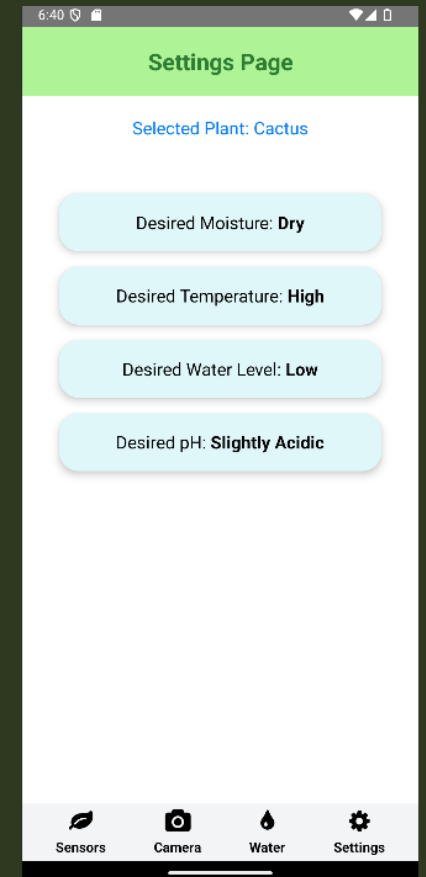 6:40
Settings Page
Selected Plant: Cactus
Desired Moisture: Dry
Desired Temperature: High
Desired Water Level: Low
Desired pH: Slightly Acidic
Sensors Camera Water Settings